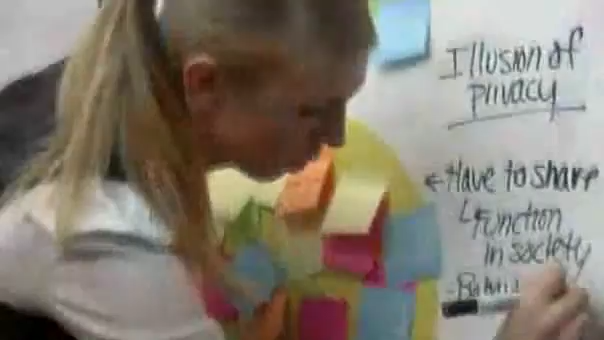 Illusion of
privacy
← Have to share
↳ Function
in society
-